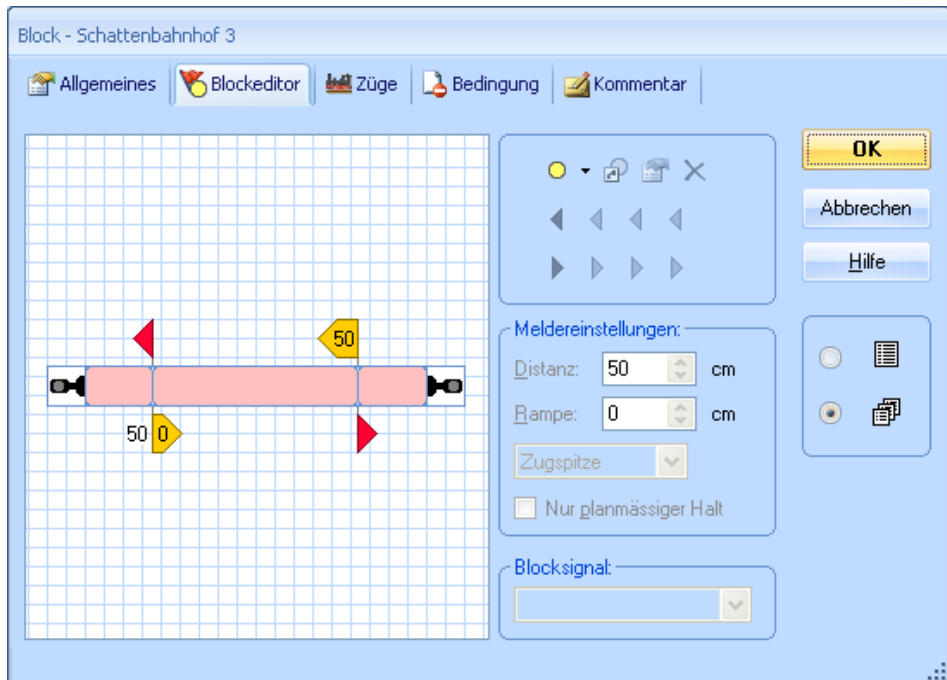 Block - Schattenbahnhof 3
Allgemeines Blockeditor Züge Bedingung Kommentar
OK
Abbrechen
Hilfe
50
50 0
Meldereinstellungen:
Distanz: 50 cm
Rampe: 0 cm
Zugspitze
Nur planmässiger Halt
Blocksignal: